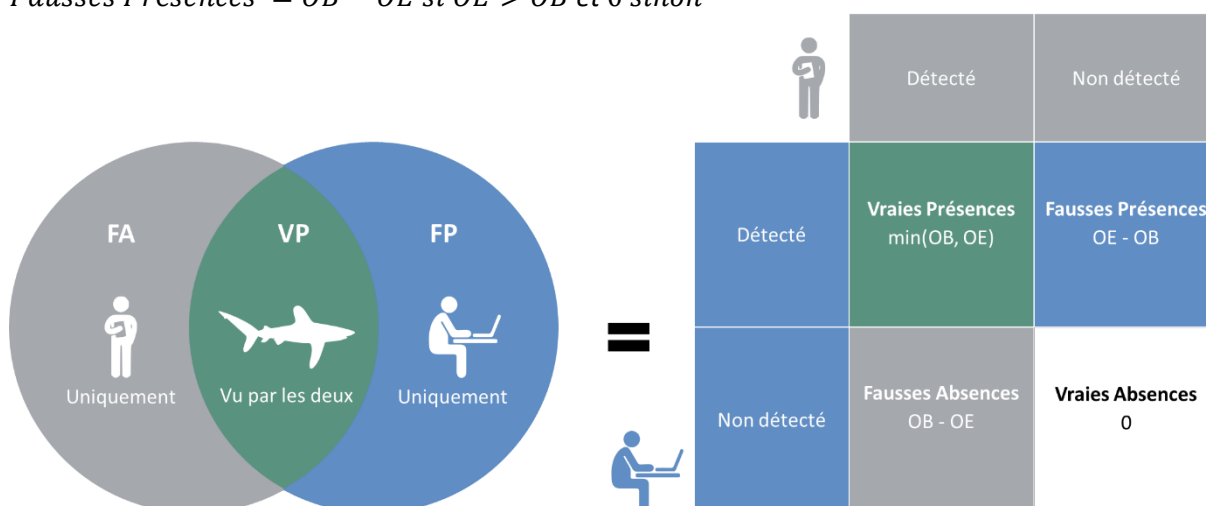 Fausses Présences = OB − OE si OE > OB et 0 sinon
Détecté
Non détecté
FA
VP
FP
Uniquement
Vu par les deux
Uniquement
=
Détecté
Vraies Présences
min(OB, OE)
Fausses Présences
OE - OB
Non détecté
Fausses Absences
OB - OE
Vraies Absences
0